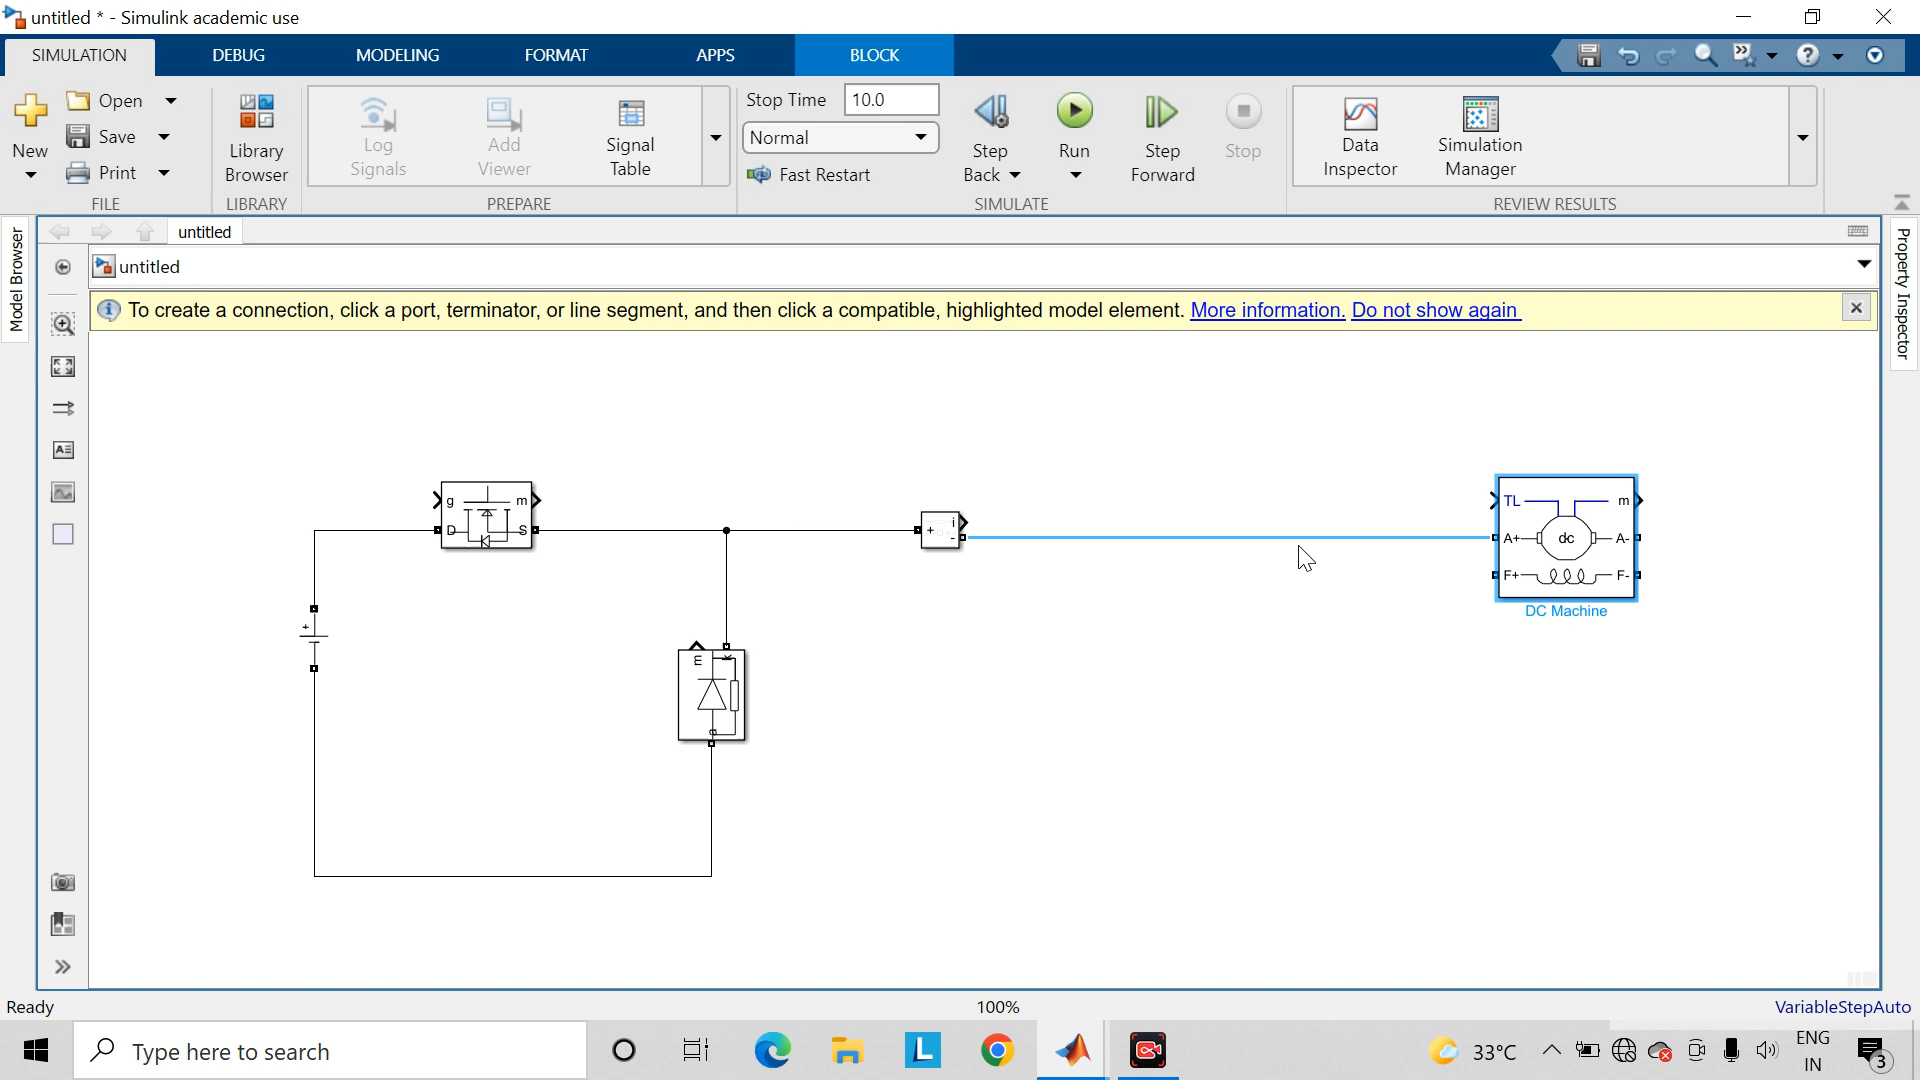 untitled * - Simulink academic use
SIMULATION
DEBUG
MODELING
FORMAT
APPS
BLOCK
New
Open
Save
Print
FILE
Library
Browser
LIBRARY
Log
Signals
Add
Viewer
Signal
Table
PREPARE
Stop Time
10.0
Normal
Fast Restart
Step
Back
Run
Step
Forward
Stop
SIMULATE
Data
Inspector
Simulation
Manager
REVIEW RESULTS
Model Browser
untitled
untitled
Property Inspector
To create a connection, click a port, terminator, or line segment, and then click a compatible, highlighted model element. More information. Do not show again
g
m
D
S
+
i
-
TL
m
A+
dc
A-
F+
F-
DC Machine
+
m
k
a
Ready
100%
VariableStepAuto
Type here to search
L
33°C
ENG
IN
3